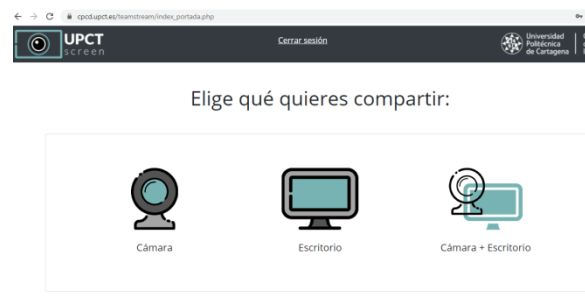 cpcd.upct.es/teamstream/index_portada.php
UPCT
screen
Cerrar sesión
Universidad
Politécnica
de Cartagena
Elige qué quieres compartir:
Cámara
Escritorio
Cámara + Escritorio